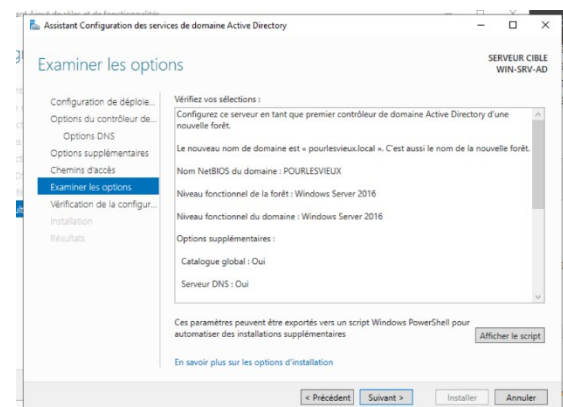 Assistant Configuration des services de domaine Active Directory
Examiner les options
SERVEUR CIBLE
WIN-SRV-AD
Configuration de déploie...
Options du contrôleur de...
Options DNS
Options supplémentaires
Chemins d'accès
Examiner les options
Vérification de la configur...
Installation
Résultats
Vérifiez vos sélections :
Configurez ce serveur en tant que premier contrôleur de domaine Active Directory d'une
nouvelle forêt.
Le nouveau nom de domaine est « pourlesvieux.local ». C'est aussi le nom de la nouvelle forêt.
Nom NetBIOS du domaine : POURLESVIEUX
Niveau fonctionnel de la forêt : Windows Server 2016
Niveau fonctionnel du domaine : Windows Server 2016
Options supplémentaires :
Catalogue global : Oui
Serveur DNS : Oui
Ces paramètres peuvent être exportés vers un script Windows PowerShell pour
automatiser des installations supplémentaires
Afficher le script
En savoir plus sur les options d'installation
< Précédent
Suivant >
Installer
Annuler